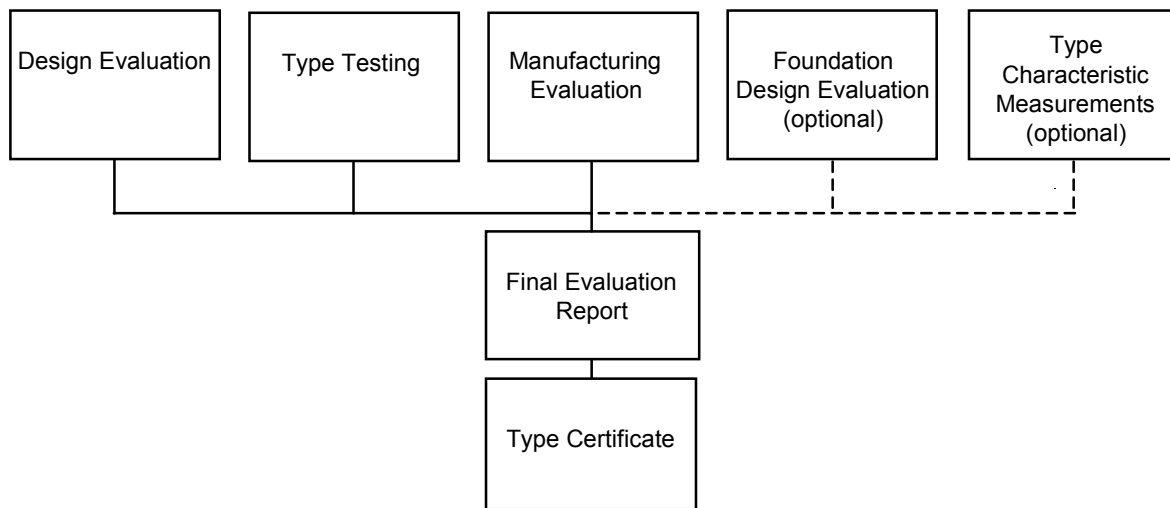 Design Evaluation
Type Testing
Manufacturing
Evaluation
Foundation
Design Evaluation
(optional)
Type
Characteristic
Measurements
(optional)
Final Evaluation
Report
Type Certificate